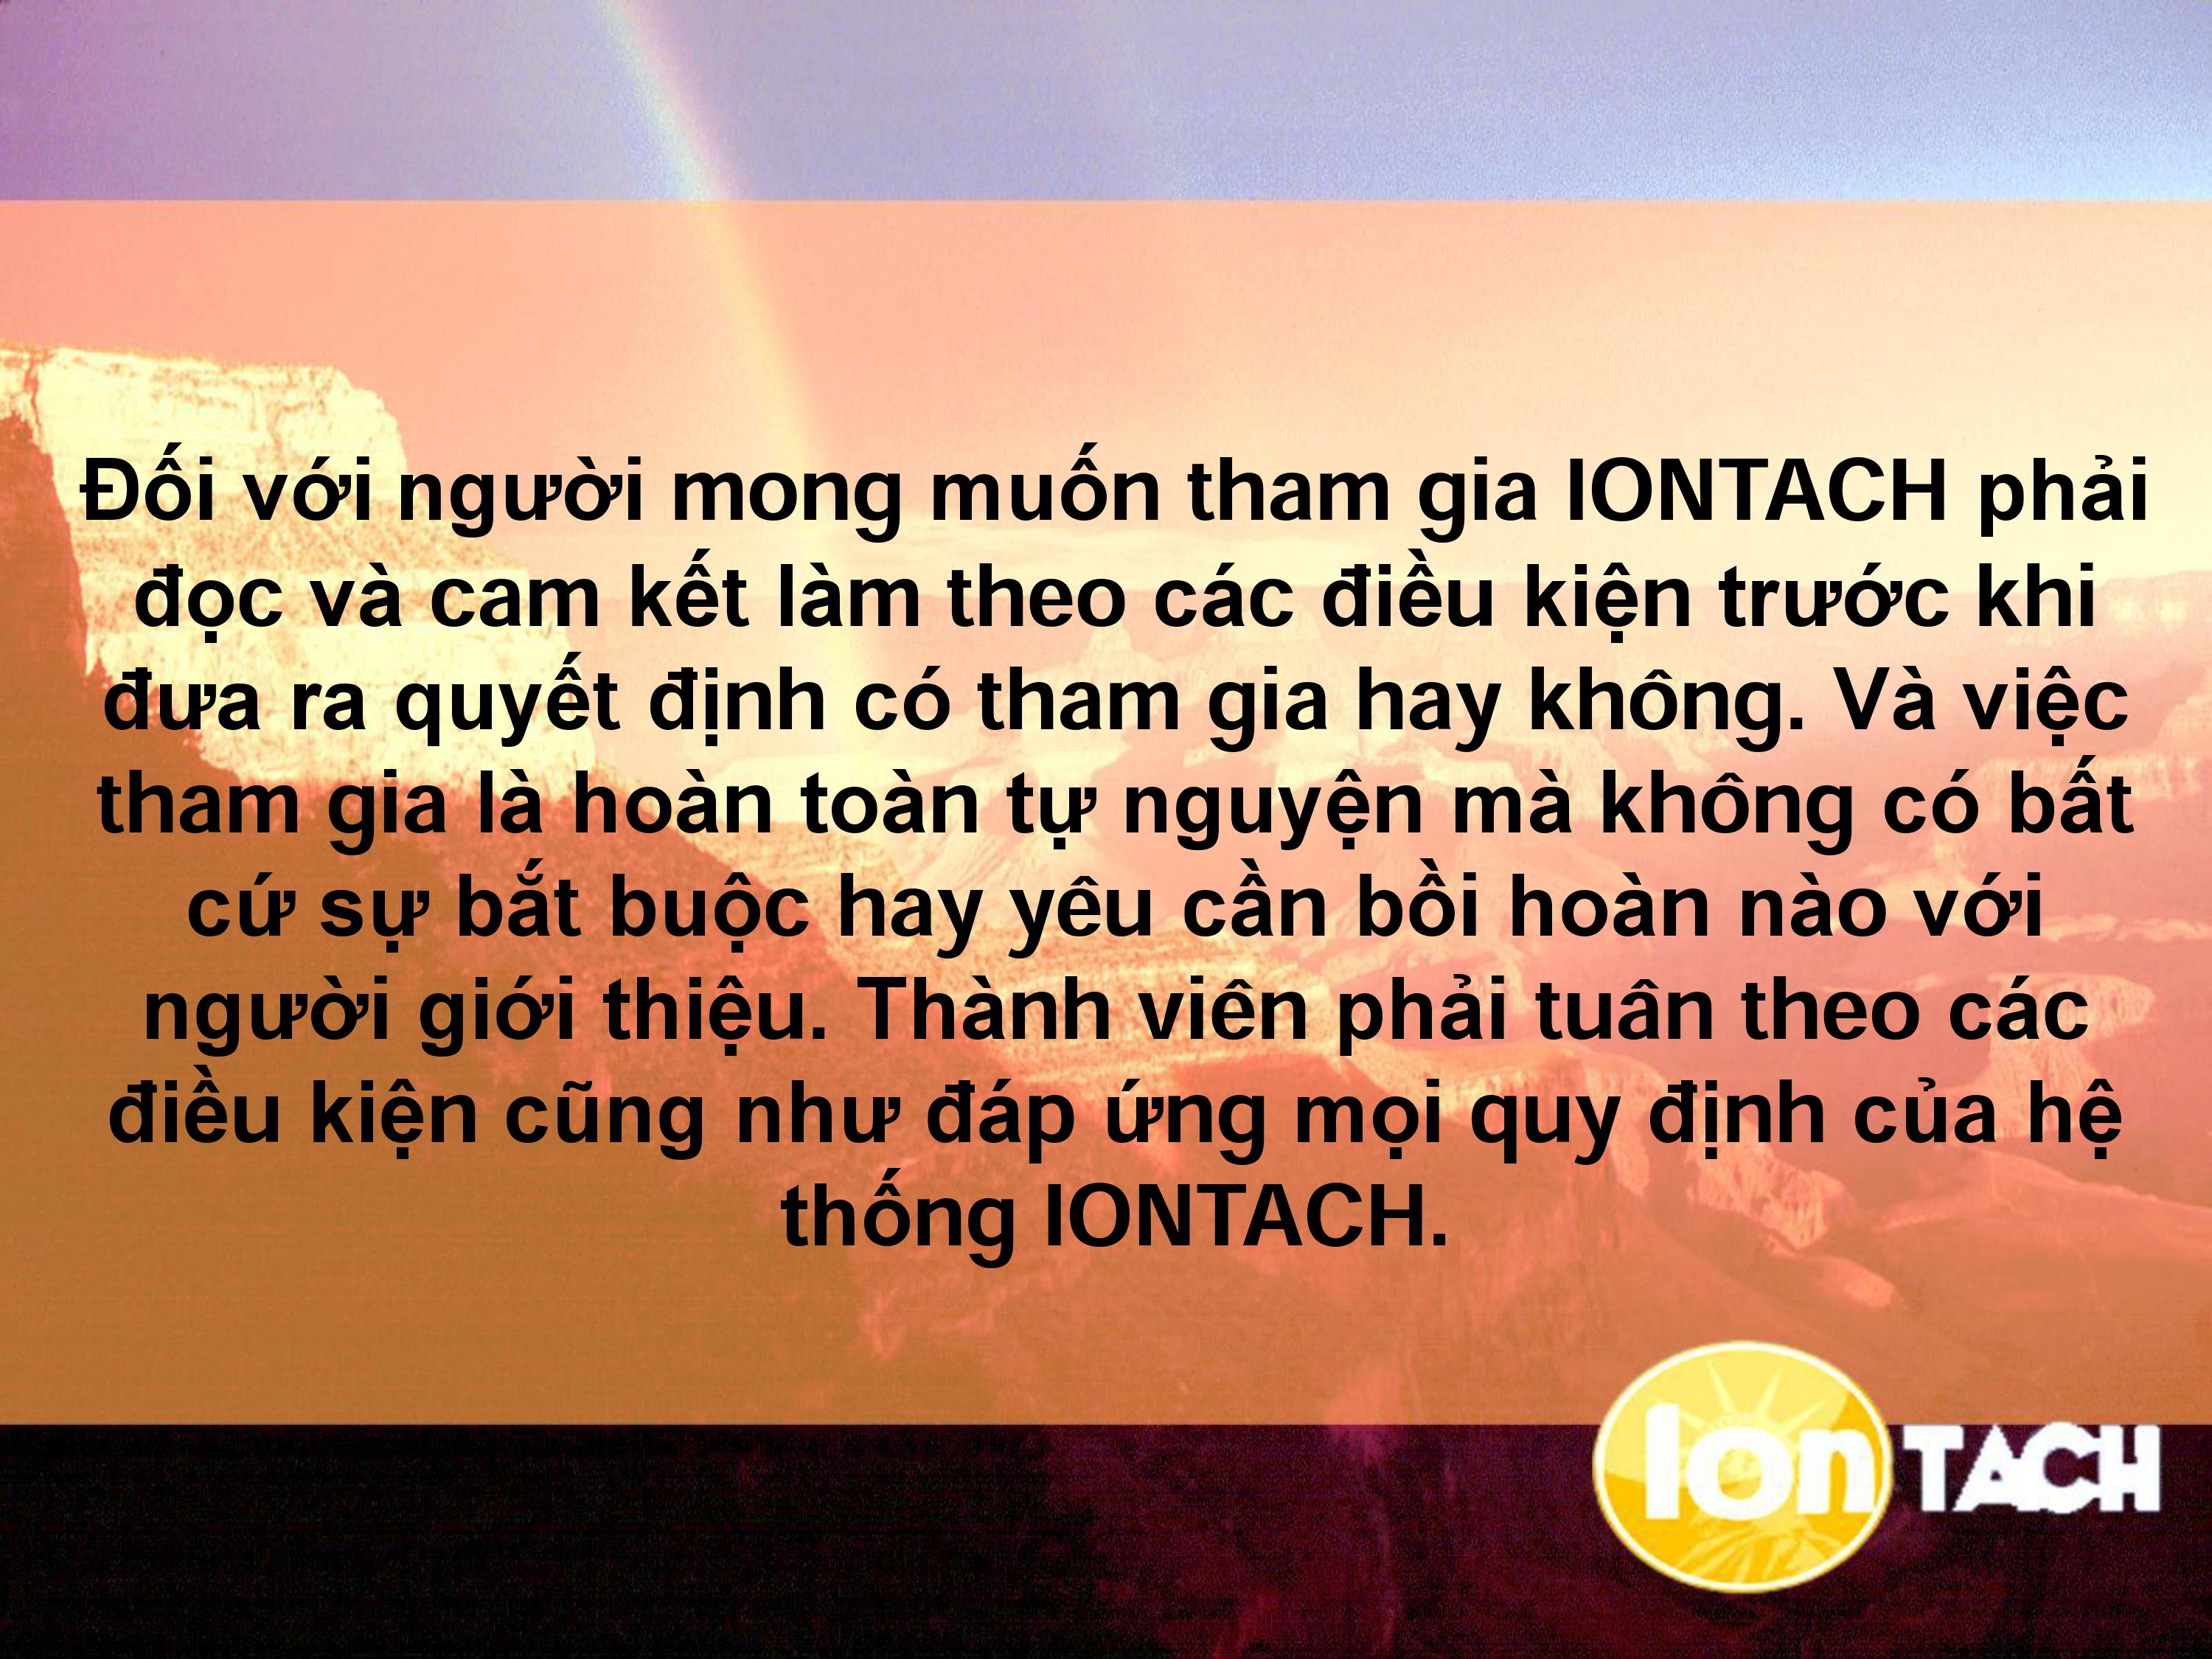 Đối với người mong muốn tham gia IONTACH phải
đọc và cam kết làm theo các điều kiện trước khi
đưa ra quyết định có tham gia hay không. Và việc
tham gia là hoàn toàn tự nguyện mà không có bất
cứ sự bắt buộc hay yêu cần bồi hoàn nào với
người giới thiệu. Thành viên phải tuân theo các
điều kiện cũng như đáp ứng mọi quy định của hệ
thống IONTACH.
Ion TACH